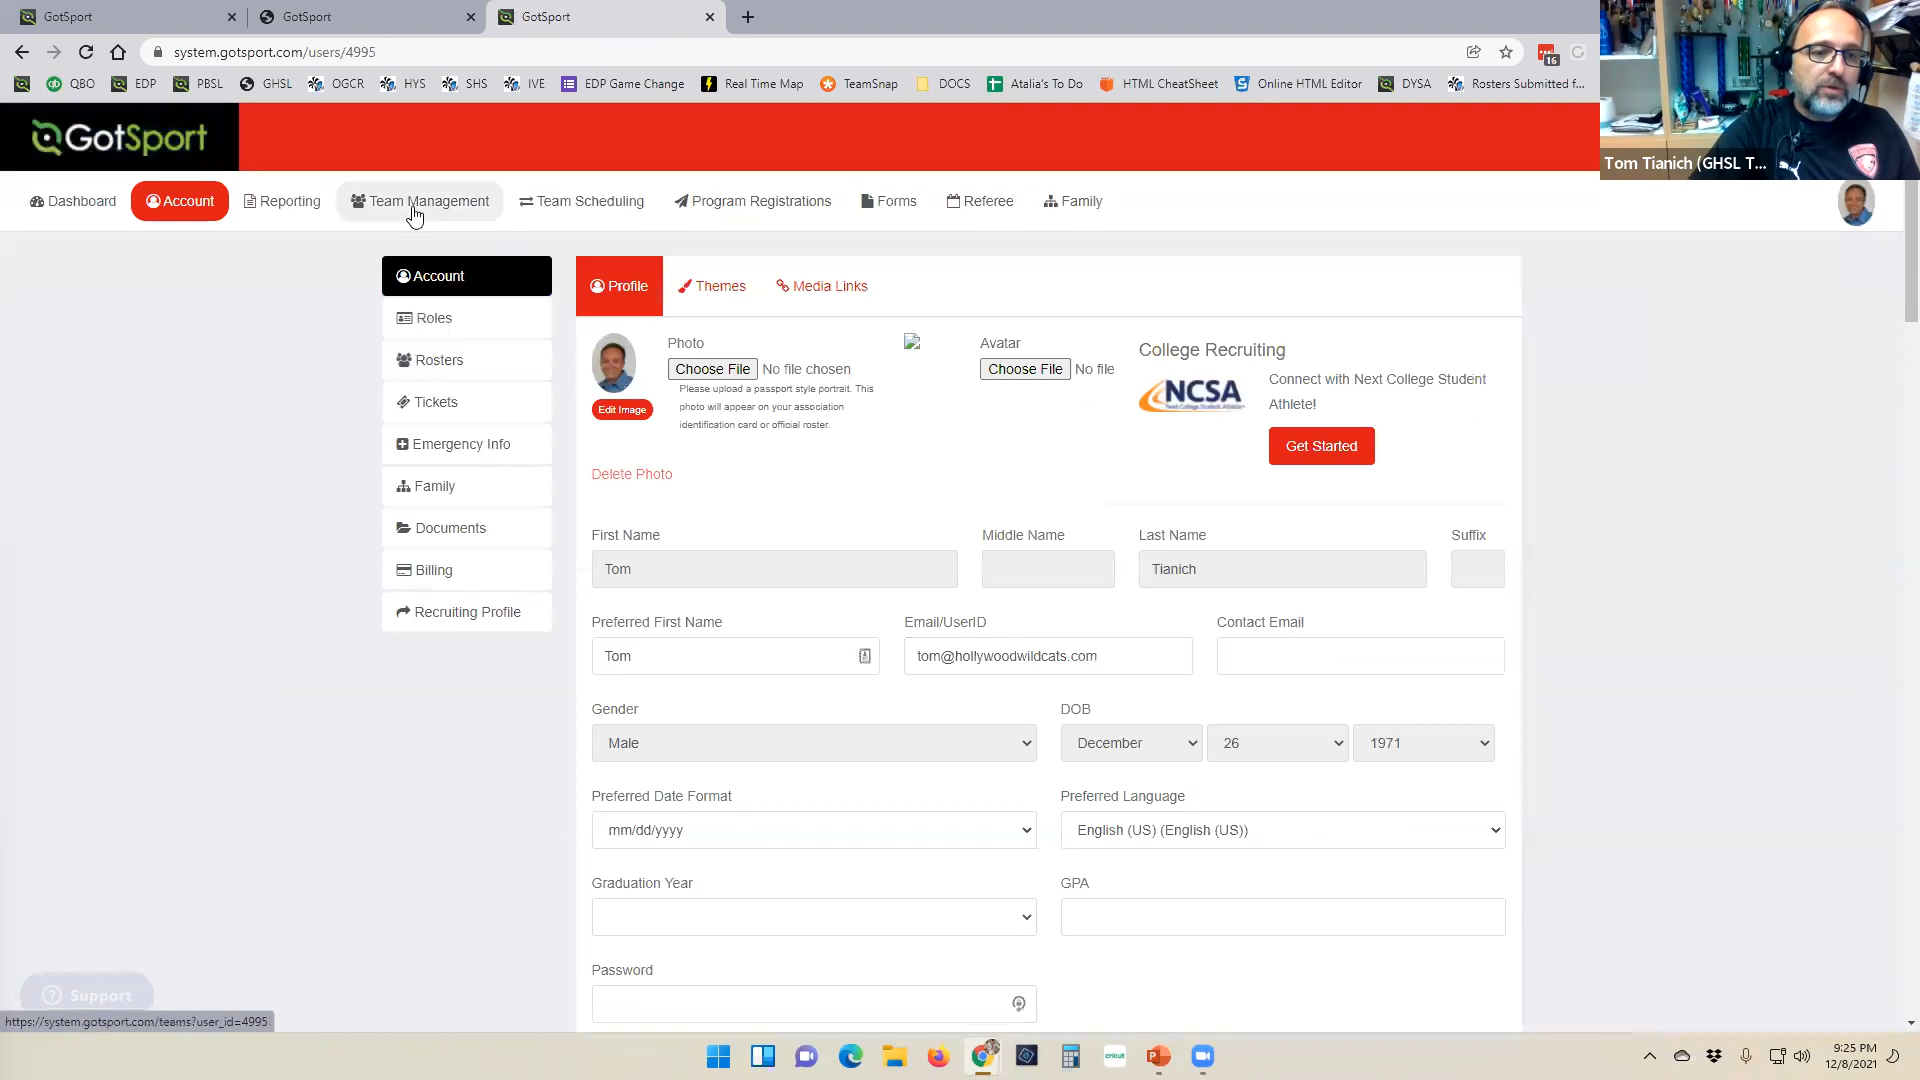 GotSport
GotSport
GotSport
system.gotsport.com/users/4995
16
QBO EDP PBSL GHSL OGCR HYS SHS IVE EDP Game Change Real Time Map TeamSnap DOCS Atalia's To Do HTML CheatSheet Online HTML Editor DYSA Rosters Submitted f...
GotSport
Tom Tianich (GHSL T...
Dashboard Account Reporting Team Management Team Scheduling Program Registrations Forms Referee Family
Account
Roles
Rosters
Tickets
Emergency Info
Family
Documents
Billing
Recruiting Profile
Profile Themes Media Links
Photo
Choose File No file chosen
Please upload a passport style portrait. This
photo will appear on your association
identification card or official roster.
Edit Image
Delete Photo
Avatar
Choose File No file
College Recruiting
NCSA
Connect with Next College Student
Athlete!
Get Started
First Name Middle Name Last Name Suffix
Tom Tianich
Preferred First Name Email/UserID Contact Email
Tom tom@hollywoodwildcats.com
Gender DOB
Male December 26 1971
Preferred Date Format Preferred Language
mm/dd/yyyy English (US) (English (US))
Graduation Year GPA
Password
Support
https://system.gotsport.com/teams?user_id=4995
cricut
9:25 PM
12/8/2021